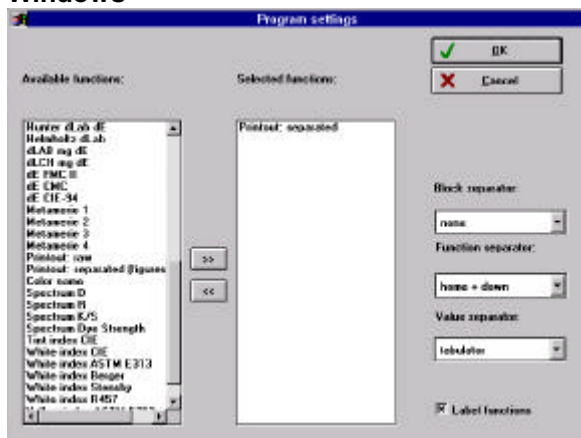 Windows
Program settings
OK
Cancel
Available functions:
Selected functions:
Hunter dLab dE
Helmholtz dLab
dLAB mg dE
dLCH mg dE
dE FMC II
dE CMC
dE CIE-94
Metamerie 1
Metamerie 2
Metamerie 3
Metamerie 4
Printout: raw
Printout: separated (figures
Color name
Spectrum D
Spectrum R
Spectrum K/S
Spectrum Dye Strength
Tint index CIE
White index CIE
White index ASTM E313
White index Berger
White index Stensby
White index R457
Printout: separated
>>
<<
Block separator:
none
Function separator:
home + down
Value separator:
tabulator
Label functions